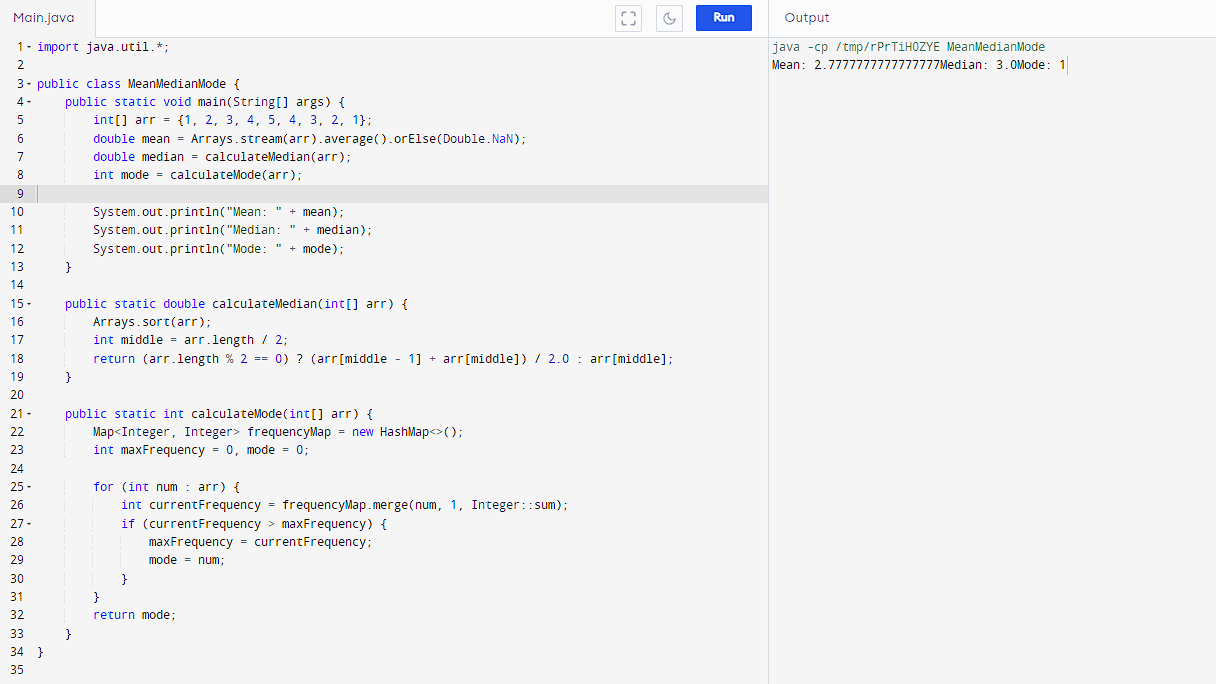 Main.java
Run
Output
1 import java.util.*;
2
3 public class MeanMedianMode {
4     public static void main(String[] args) {
5         int[] arr = {1, 2, 3, 4, 5, 4, 3, 2, 1};
6         double mean = Arrays.stream(arr).average().orElse(Double.NaN);
7         double median = calculateMedian(arr);
8         int mode = calculateMode(arr);
9
10         System.out.println("Mean: " + mean);
11         System.out.println("Median: " + median);
12         System.out.println("Mode: " + mode);
13     }
14
15     public static double calculateMedian(int[] arr) {
16         Arrays.sort(arr);
17         int middle = arr.length / 2;
18         return (arr.length % 2 == 0) ? (arr[middle - 1] + arr[middle]) / 2.0 : arr[middle];
19     }
20
21     public static int calculateMode(int[] arr) {
22         Map<Integer, Integer> frequencyMap = new HashMap<>();
23         int maxFrequency = 0, mode = 0;
24
25         for (int num : arr) {
26             int currentFrequency = frequencyMap.merge(num, 1, Integer::sum);
27             if (currentFrequency > maxFrequency) {
28                 maxFrequency = currentFrequency;
29                 mode = num;
30             }
31         }
32         return mode;
33     }
34 }
35
java -cp /tmp/rPrTiHOZYE MeanMedianMode
Mean: 2.7777777777777777Median: 3.0Mode: 1